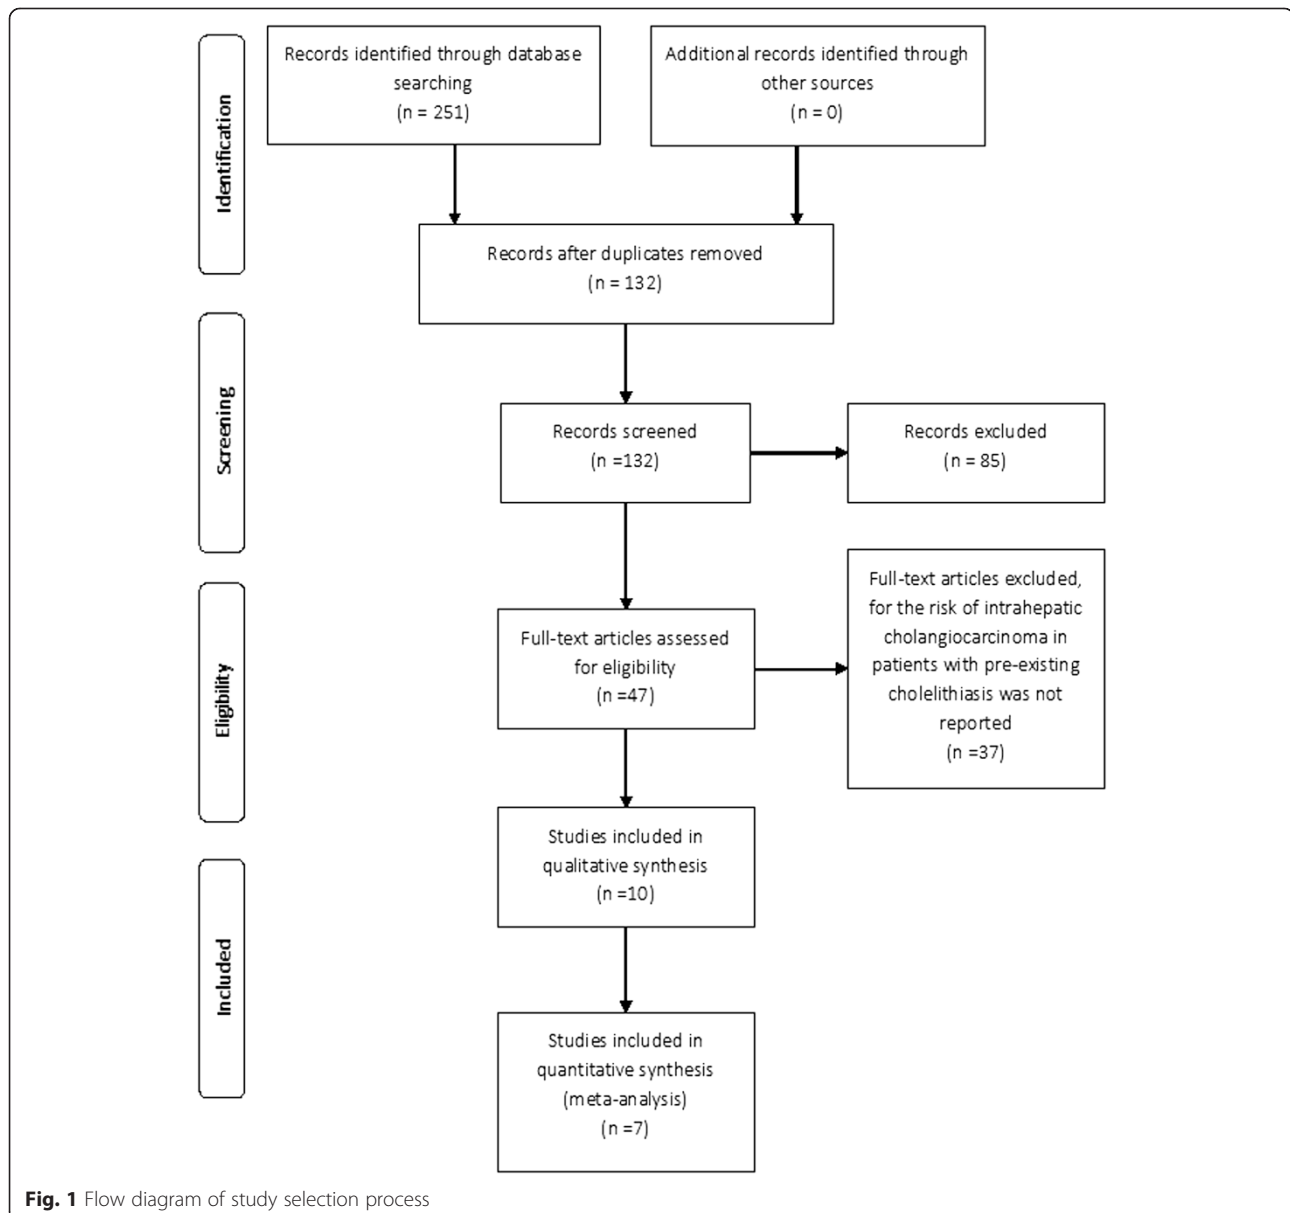 Identification
Records identified through database
searching
(n = 251)
Additional records identified through
other sources
(n = 0)
Records after duplicates removed
(n = 132)
Screening
Records screened
(n =132)
Records excluded
(n = 85)
Eligibility
Full-text articles assessed
for eligibility
(n =47)
Full-text articles excluded,
for the risk of intrahepatic
cholangiocarcinoma in
patients with pre-existing
cholelithiasis was not
reported
(n =37)
Studies included in
qualitative synthesis
(n =10)
Included
Studies included in
quantitative synthesis
(meta-analysis)
(n =7)
Fig. 1 Flow diagram of study selection process